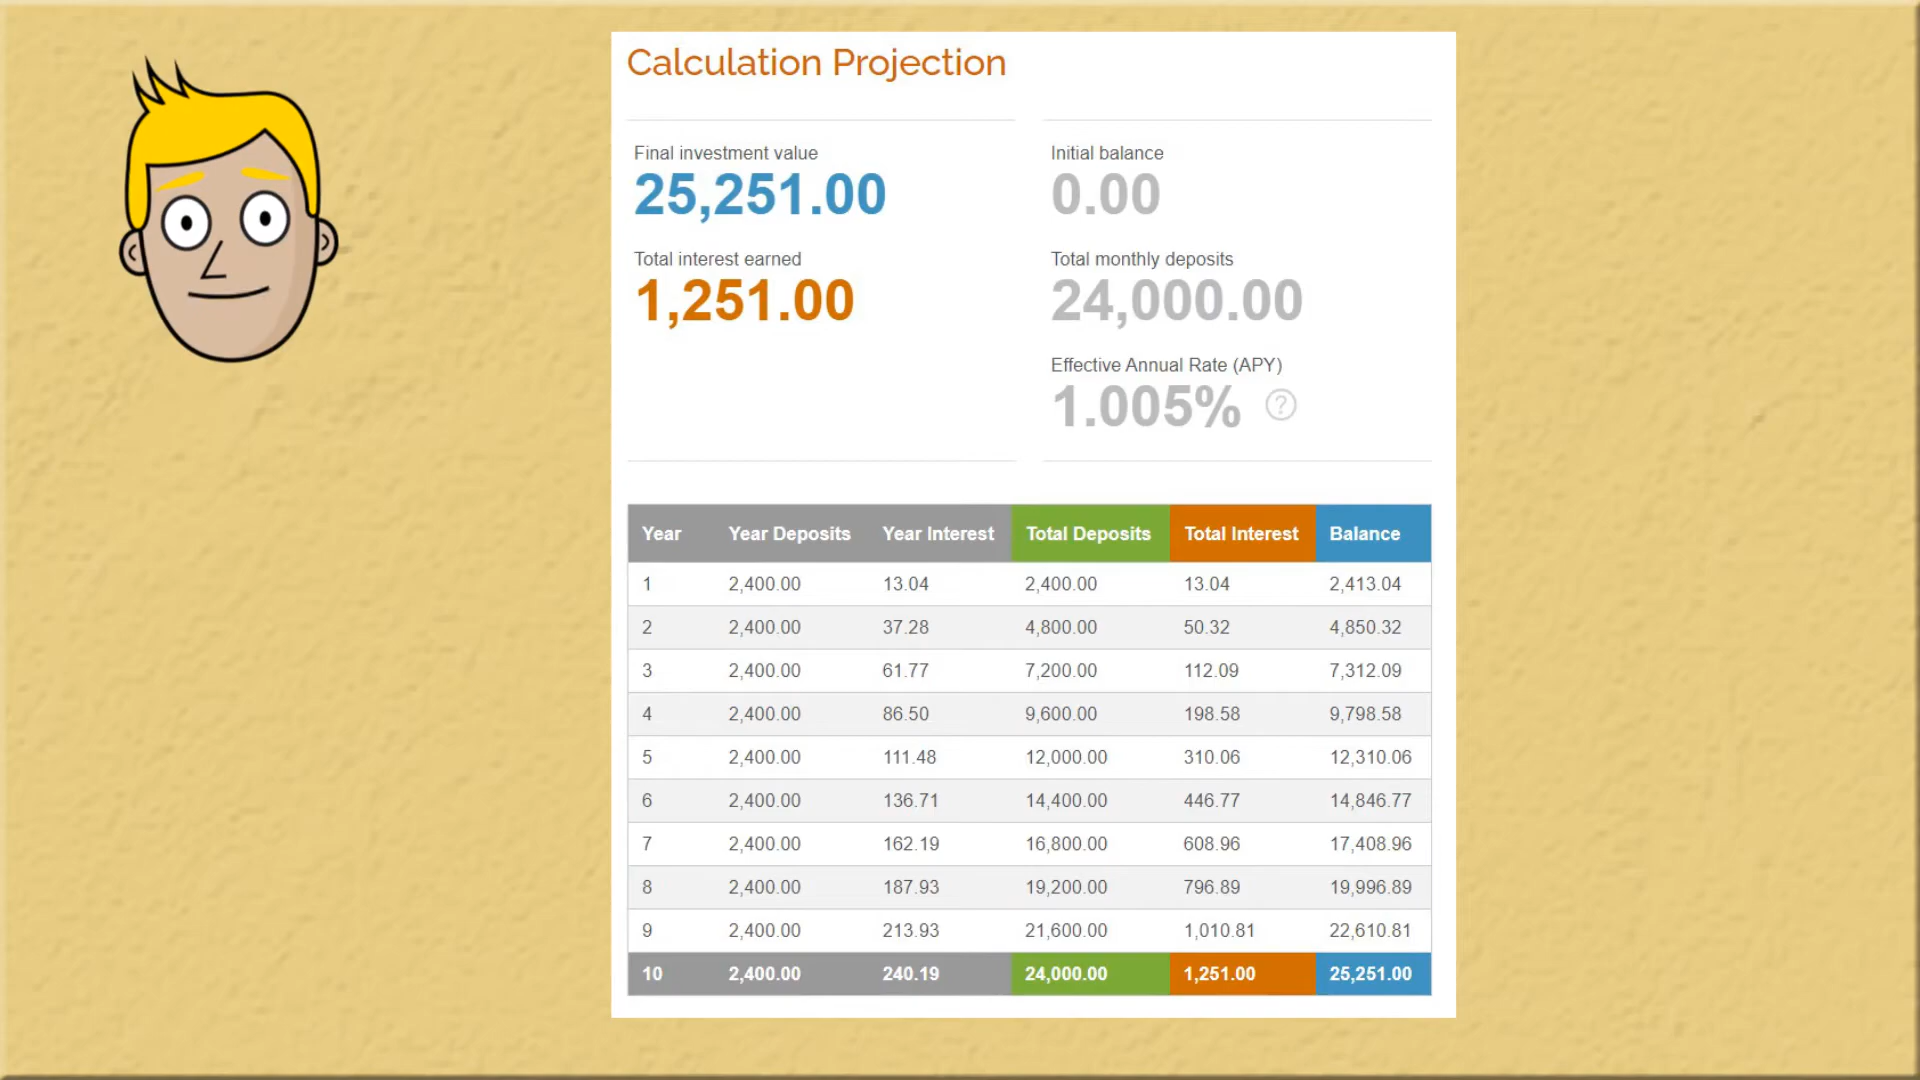 Calculation Projection
Final investment value
25,251.00
Total interest earned
1,251.00
Initial balance
0.00
Total monthly deposits
24,000.00
Effective Annual Rate (APY)
1.005% ?
Year Year Deposits Year Interest Total Deposits Total Interest Balance
1 2,400.00 13.04 2,400.00 13.04 2,413.04
2 2,400.00 37.28 4,800.00 50.32 4,850.32
3 2,400.00 61.77 7,200.00 112.09 7,312.09
4 2,400.00 86.50 9,600.00 198.58 9,798.58
5 2,400.00 111.48 12,000.00 310.06 12,310.06
6 2,400.00 136.71 14,400.00 446.77 14,846.77
7 2,400.00 162.19 16,800.00 608.96 17,408.96
8 2,400.00 187.93 19,200.00 796.89 19,996.89
9 2,400.00 213.93 21,600.00 1,010.81 22,610.81
10 2,400.00 240.19 24,000.00 1,251.00 25,251.00